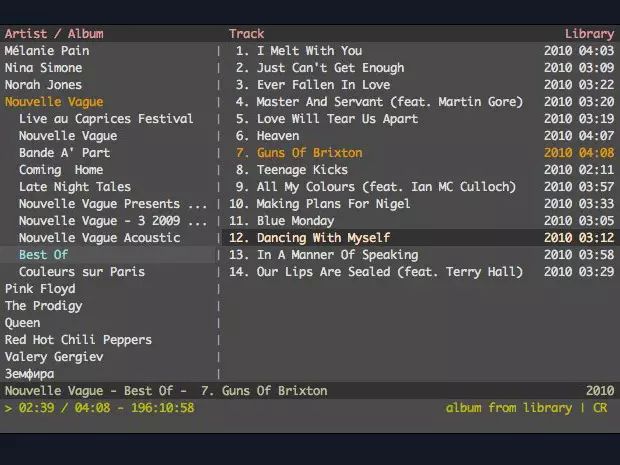 Artist / Album | Track Library
Mélanie Pain | 1. I Melt With You 2010 04:03
Nina Simone | 2. Just Can't Get Enough 2010 03:09
Norah Jones | 3. Ever Fallen In Love 2010 03:22
Nouvelle Vague | 4. Master And Servant (feat. Martin Gore) 2010 03:20
Live au Caprices Festival | 5. Love Will Tear Us Apart 2010 03:19
Nouvelle Vague | 6. Heaven 2010 04:07
Bande A' Part | 7. Guns Of Brixton 2010 04:08
Coming Home | 8. Teenage Kicks 2010 02:11
Late Night Tales | 9. All My Colours (feat. Ian MC Culloch) 2010 03:57
Nouvelle Vague Presents ... | 10. Making Plans For Nigel 2010 03:33
Nouvelle Vague - 3 2009 ... | 11. Blue Monday 2010 03:05
Nouvelle Vague Acoustic | 12. Dancing With Myself 2010 03:12
Best Of | 13. In A Manner Of Speaking 2010 03:58
Couleurs sur Paris | 14. Our Lips Are Sealed (feat. Terry Hall) 2010 03:29
Pink Floyd |
The Prodigy |
Queen |
Red Hot Chili Peppers |
Valery Gergiev |
Земфира |
Nouvelle Vague - Best Of - 7. Guns Of Brixton 2010
> 02:39 / 04:08 - 196:10:58 album from library | CR